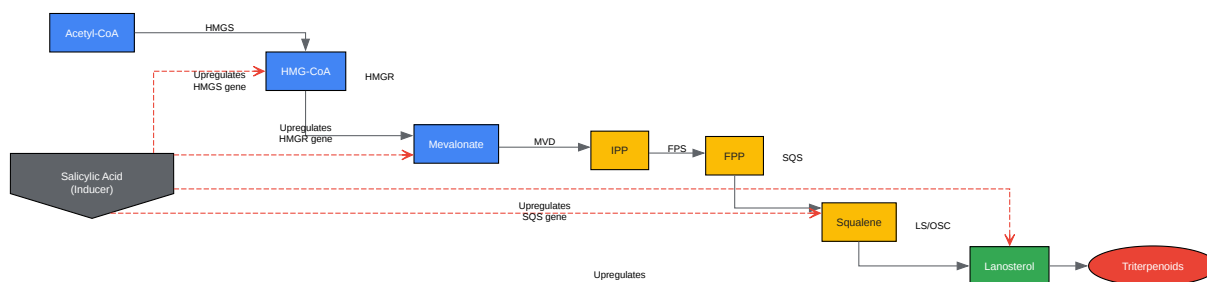 Acetyl-CoA
HMGS
HMG-CoA
HMGR
Upregulates
HMGS gene
Upregulates
HMGR gene
Mevalonate
MVD
IPP
FPS
FPP
SQS
Salicylic Acid
(Inducer)
Upregulates
SQS gene
Squalene
LS/OSC
Lanosterol
Triterpenoids
Upregulates